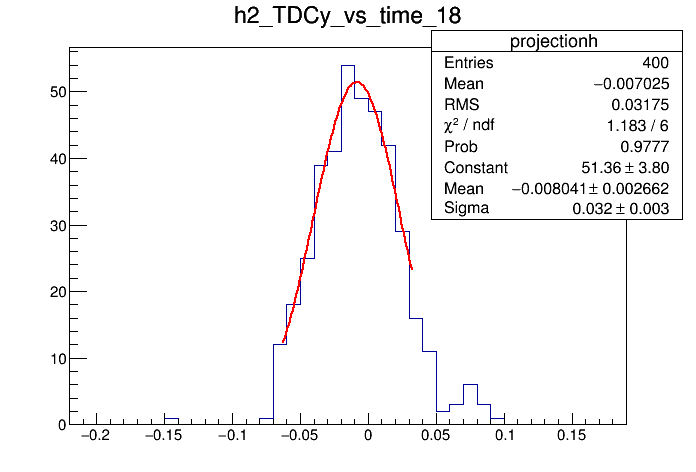 h2_TDCy_vs_time_18
projectionh
Entries 400
Mean −0.007025
RMS 0.03175
χ² / ndf 1.183 / 6
Prob 0.9777
Constant 51.36 ± 3.80
Mean −0.008041 ± 0.002662
Sigma 0.032 ± 0.003
50
40
30
20
10
0
−0.2 −0.15 −0.1 −0.05 0 0.05 0.1 0.15